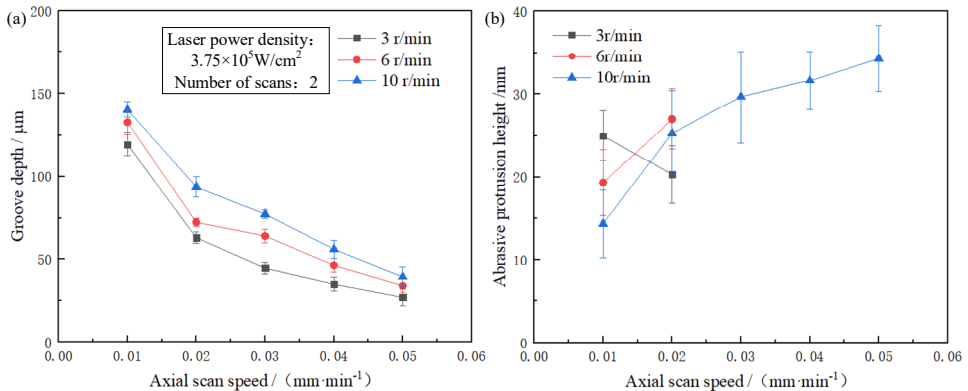 (a)
200
150
100
50
0
Groove depth / μm
Laser power density：
3.75×10⁵W/cm²
Number of scans：2
3 r/min
6 r/min
10 r/min
0.00 0.01 0.02 0.03 0.04 0.05 0.06
Axial scan speed /（mm·min⁻¹）
(b)
40
30
20
10
0
Abrasive protrusion height /mm
3r/min
6r/min
10r/min
0.00 0.01 0.02 0.03 0.04 0.05 0.06
Axial scan speed /（mm·min⁻¹）